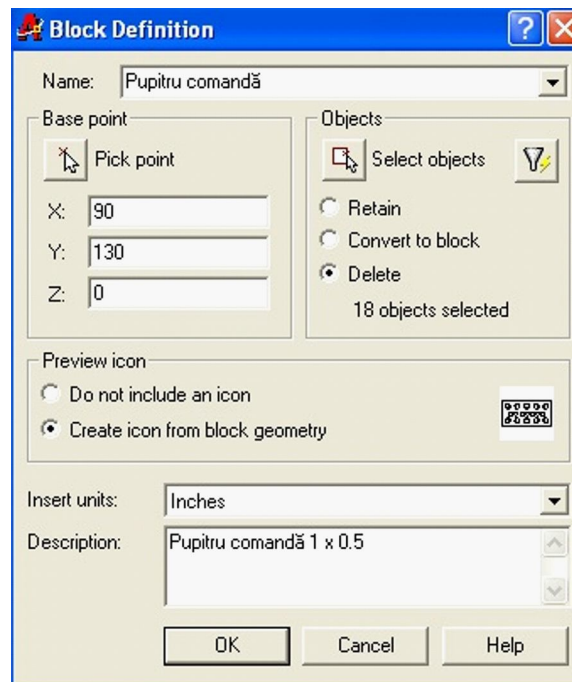 Block Definition
Name: Pupitru comandă
Base point
Pick point
X: 90
Y: 130
Z: 0
Objects
Select objects
Retain
Convert to block
Delete
18 objects selected
Preview icon
Do not include an icon
Create icon from block geometry
Insert units: Inches
Description: Pupitru comandă 1 x 0.5
OK Cancel Help